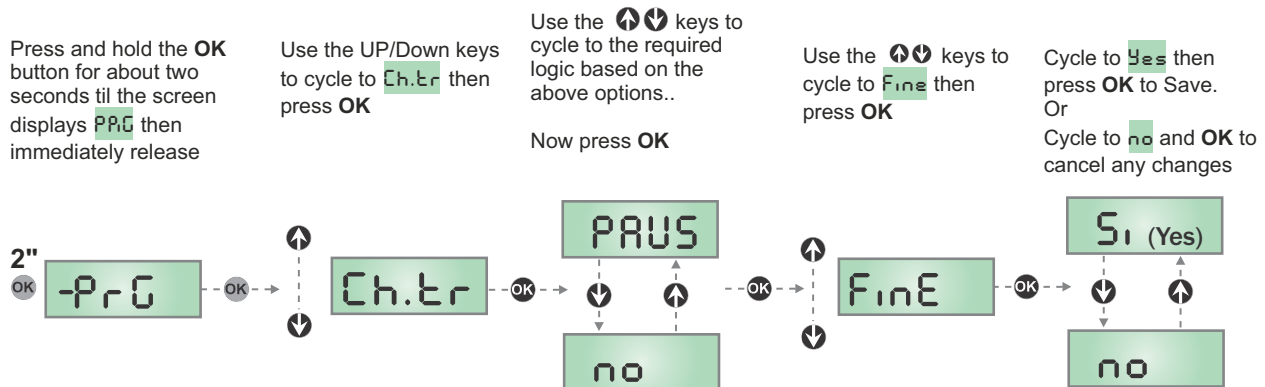 Press and hold the OK
button for about two
seconds til the screen
displays PRG then
immediately release
Use the UP/Down keys
to cycle to Ch.tr then
press OK
Use the keys to
cycle to the required
logic based on the
above options..
Now press OK
Use the keys to
cycle to Fine then
press OK
Cycle to Yes then
press OK to Save.
Or
Cycle to no and OK to
cancel any changes
2"
OK
-PrG
OK
Ch.tr
OK
PAUS
no
OK
FinE
OK
Si (Yes)
no